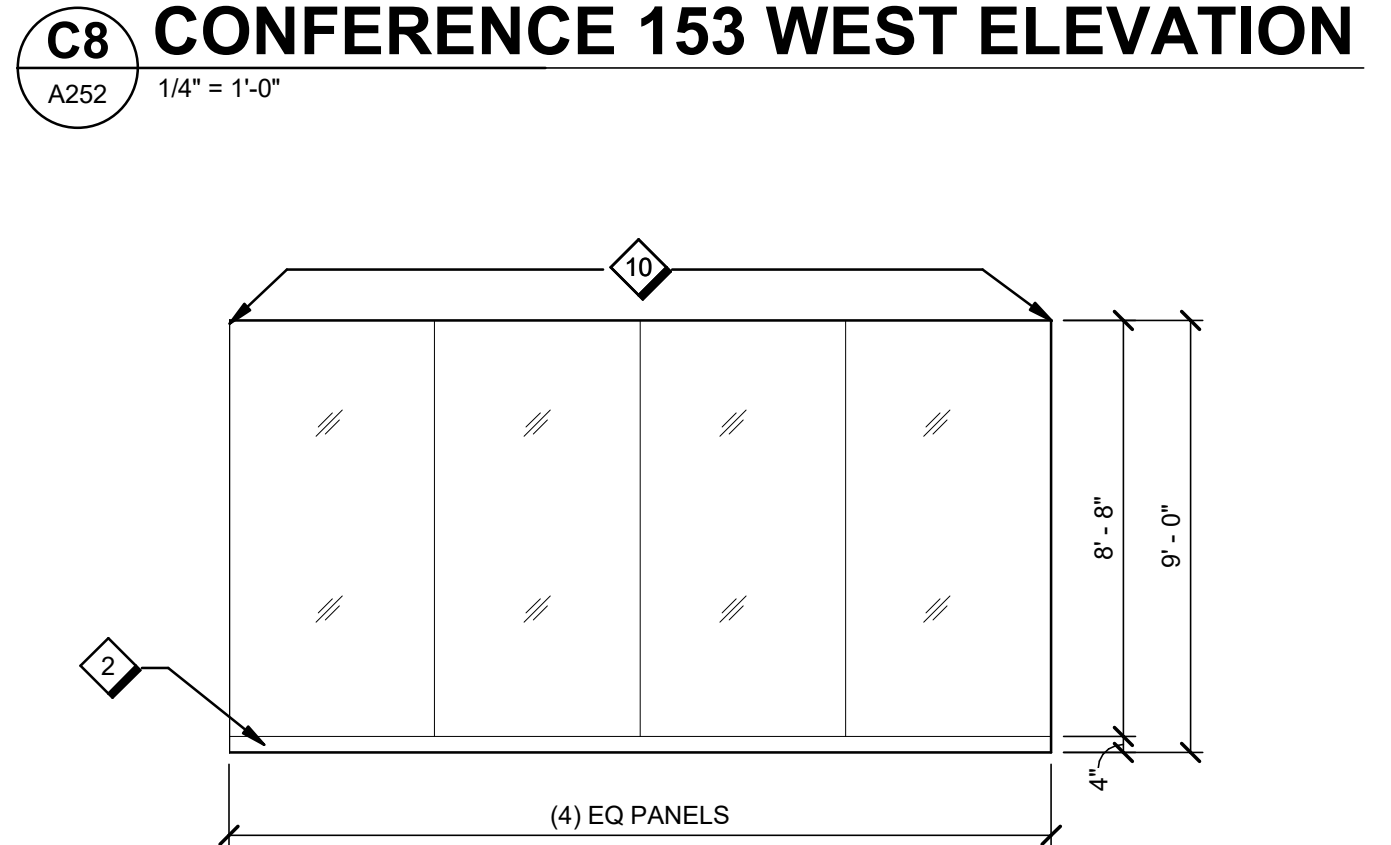 C8 CONFERENCE 153 WEST ELEVATION
A252 1/4" = 1'-0"
10
8' - 8"
9' - 0"
2
4"
(4) EQ PANELS